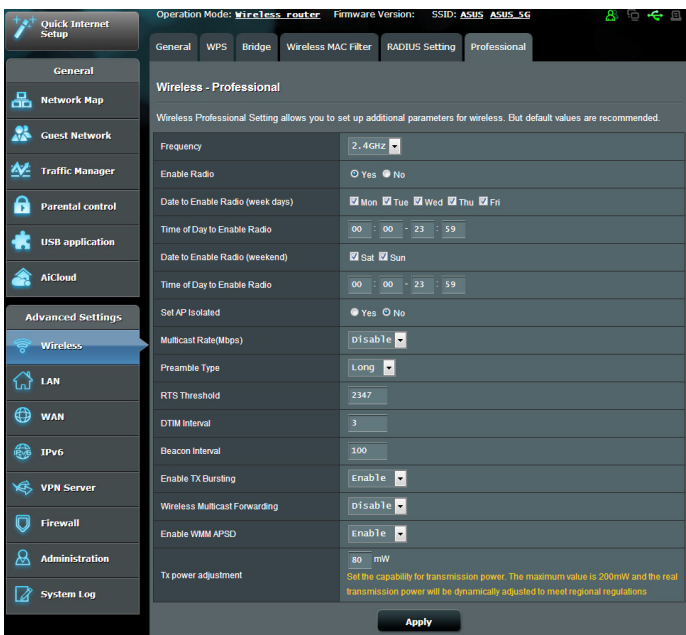 Quick Internet Setup
Operation Mode: Wireless router Firmware Version: SSID: ASUS ASUS_5G
General WPS Bridge Wireless MAC Filter RADIUS Setting Professional
General
Network Map
Guest Network
Traffic Manager
Parental control
USB application
AiCloud
Advanced Settings
Wireless
LAN
WAN
IPv6
VPN Server
Firewall
Administration
System Log
Wireless - Professional
Wireless Professional Setting allows you to set up additional parameters for wireless. But default values are recommended.
Frequency 2.4GHz
Enable Radio Yes No
Date to Enable Radio (week days) Mon Tue Wed Thu Fri
Time of Day to Enable Radio 00 : 00 - 23 : 59
Date to Enable Radio (weekend) Sat Sun
Time of Day to Enable Radio 00 : 00 - 23 : 59
Set AP Isolated Yes No
Multicast Rate(Mbps) Disable
Preamble Type Long
RTS Threshold 2347
DTIM Interval 3
Beacon Interval 100
Enable TX Bursting Enable
Wireless Multicast Forwarding Disable
Enable WMM APSD Enable
Tx power adjustment 80 mW
Set the capability for transmission power. The maximum value is 200mW and the real
transmission power will be dynamically adjusted to meet regional regulations
Apply